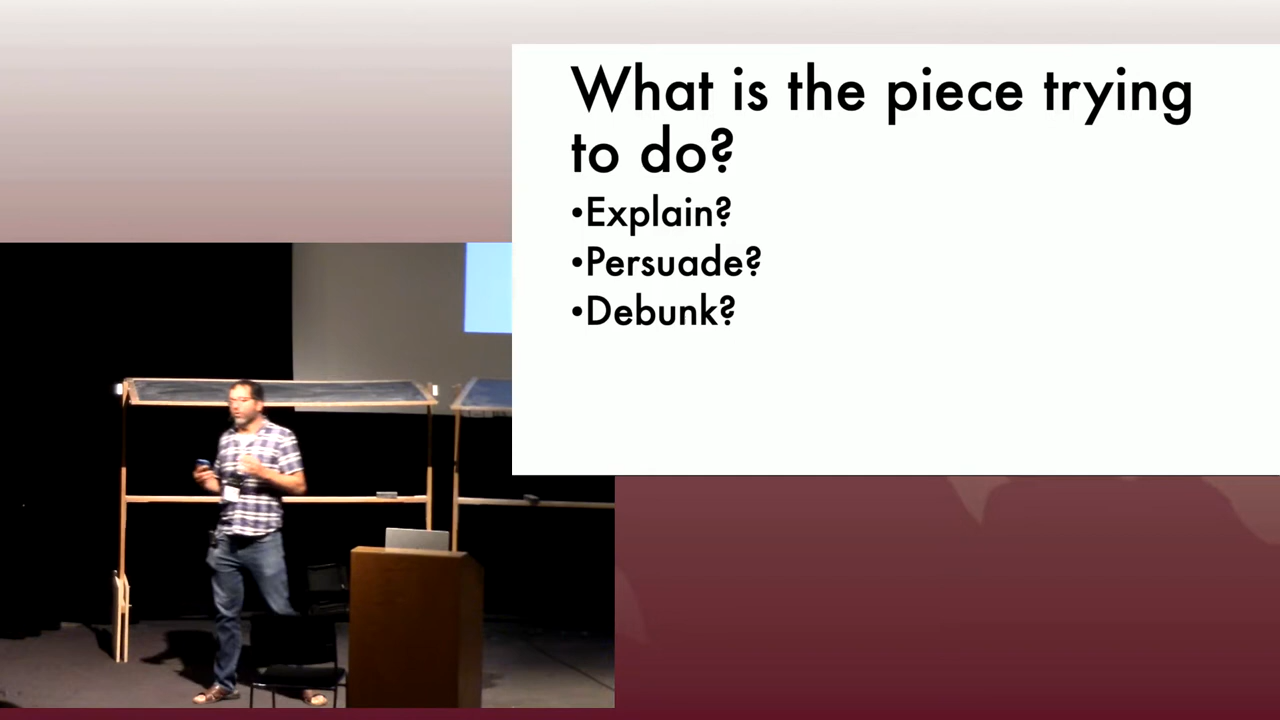 What is the piece trying
to do?
•Explain?
•Persuade?
•Debunk?